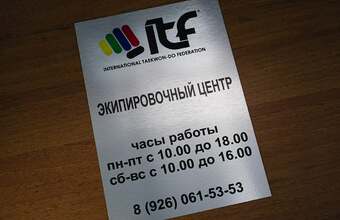 itf
INTERNATIONAL TAEKWON-DO FEDERATION
ЭКИПИРОВОЧНЫЙ ЦЕНТР
часы работы
пн-пт с 10.00 до 18.00
сб-вс с 10.00 до 16.00
8 (926) 061-53-53